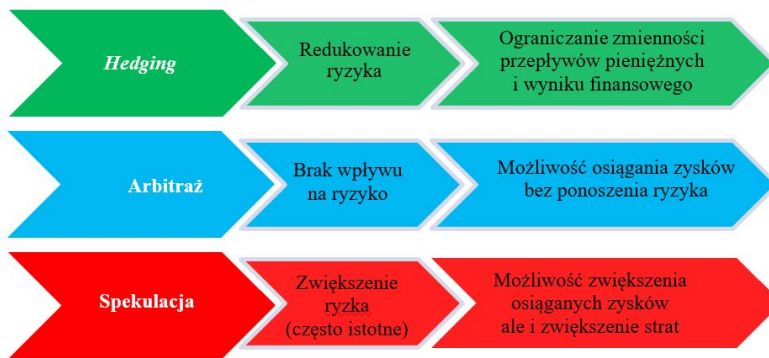 Hedging
Redukowanie
ryzyka
Ograniczanie zmienności
przepływów pieniężnych
i wyniku finansowego
Arbitraż
Brak wpływu
na ryzyko
Możliwość osiągania zysków
bez ponoszenia ryzyka
Spekulacja
Zwiększenie
ryzka
(często istotne)
Możliwość zwiększenia
osiąganych zysków
ale i zwiększenie strat